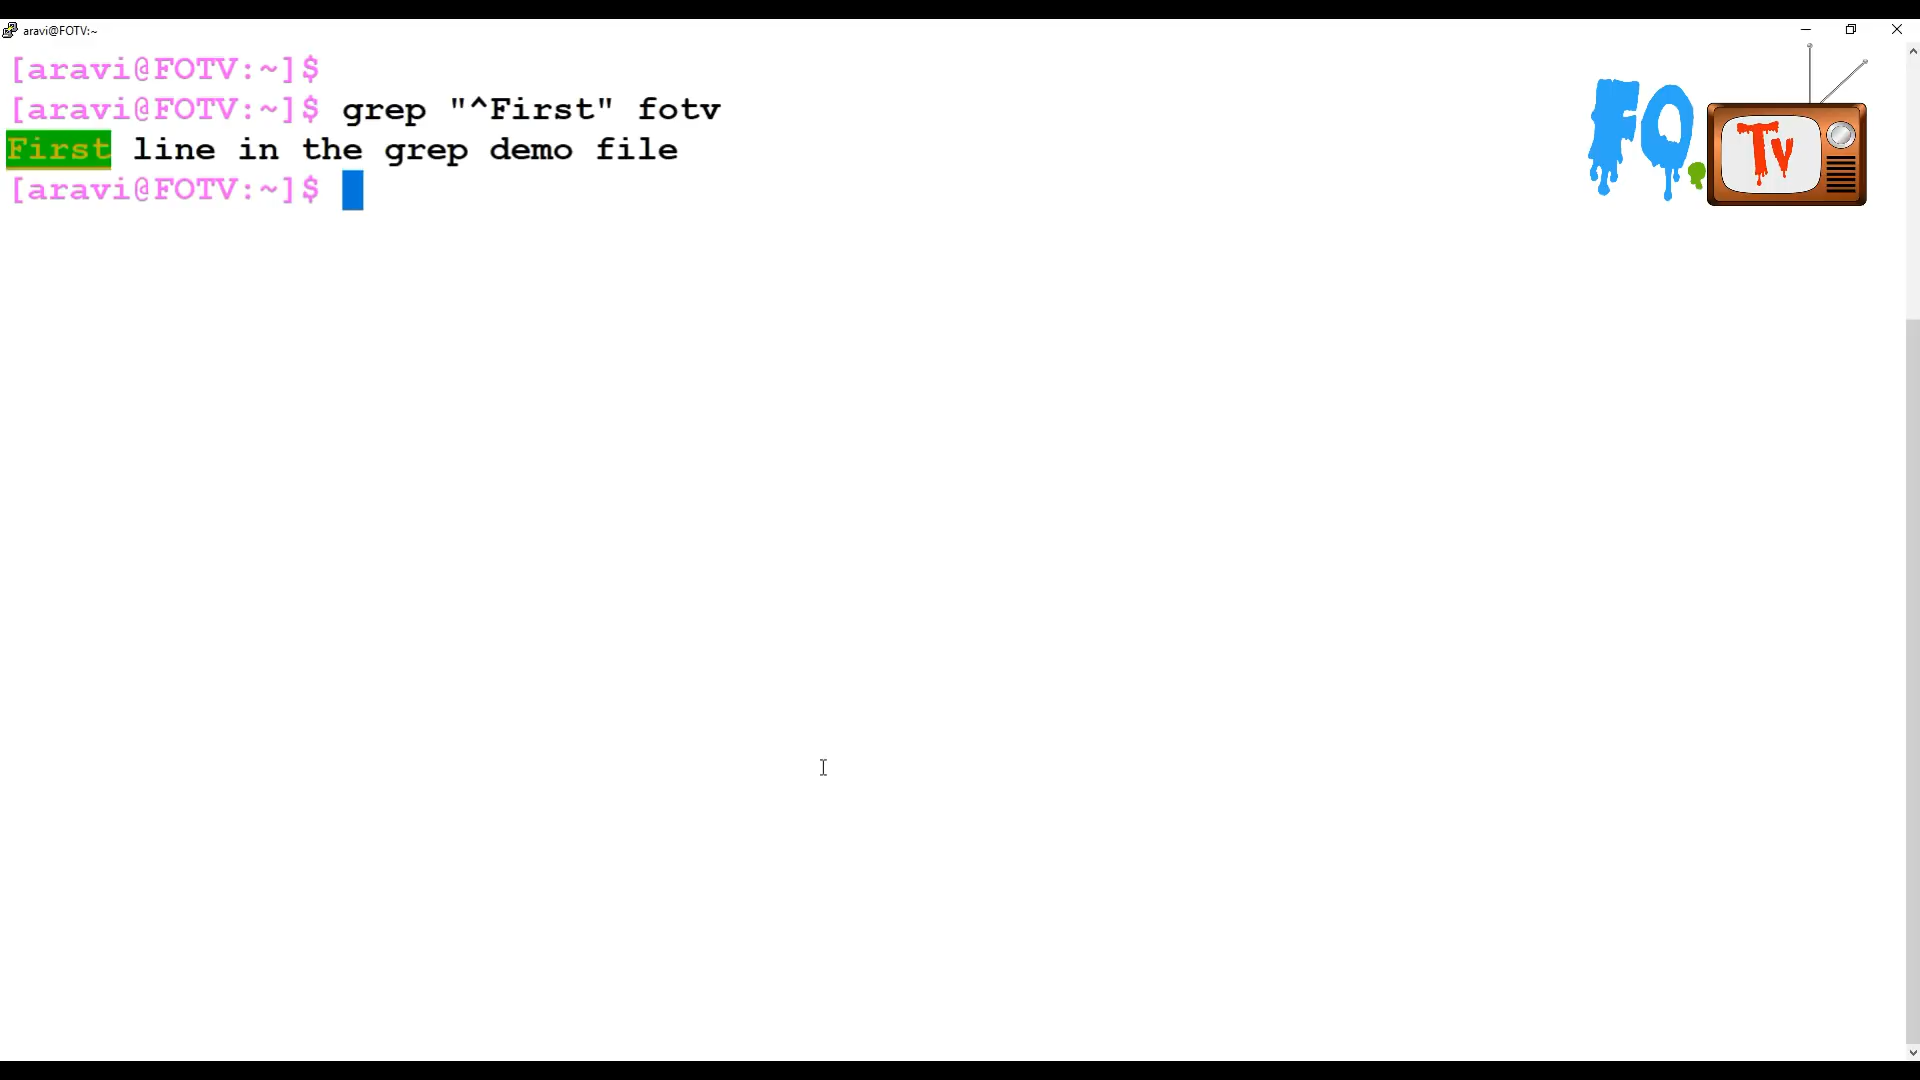 aravi@FOTV:~
[aravi@FOTV:~]$
[aravi@FOTV:~]$ grep "^First" fotv
First line in the grep demo file
[aravi@FOTV:~]$
FO.
Tv